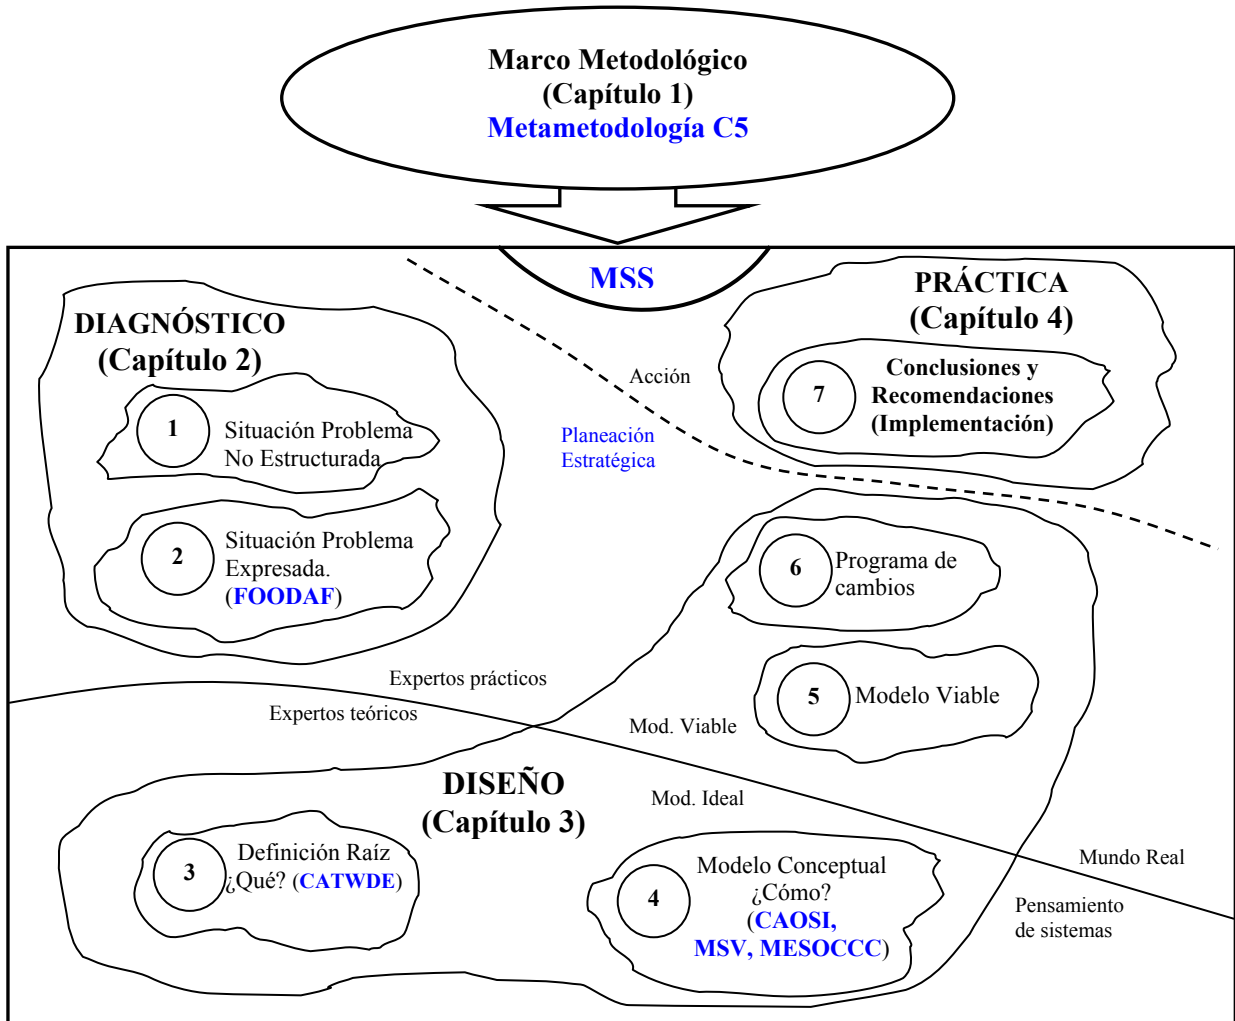 Marco Metodológico
(Capítulo 1)
Metametodología C5
MSS
DIAGNÓSTICO
(Capítulo 2)
1
Situación Problema
No Estructurada
2
Situación Problema
Expresada.
(FOODAF)
Acción
Planeación
Estratégica
PRÁCTICA
(Capítulo 4)
7
Conclusiones y
Recomendaciones
(Implementación)
6
Programa de
cambios
5
Modelo Viable
Expertos prácticos
Expertos teóricos
Mod. Viable
Mod. Ideal
DISEÑO
(Capítulo 3)
3
Definición Raíz
¿Qué? (CATWDE)
4
Modelo Conceptual
¿Cómo?
(CAOSI,
MSV, MESOCCC)
Mundo Real
Pensamiento
de sistemas